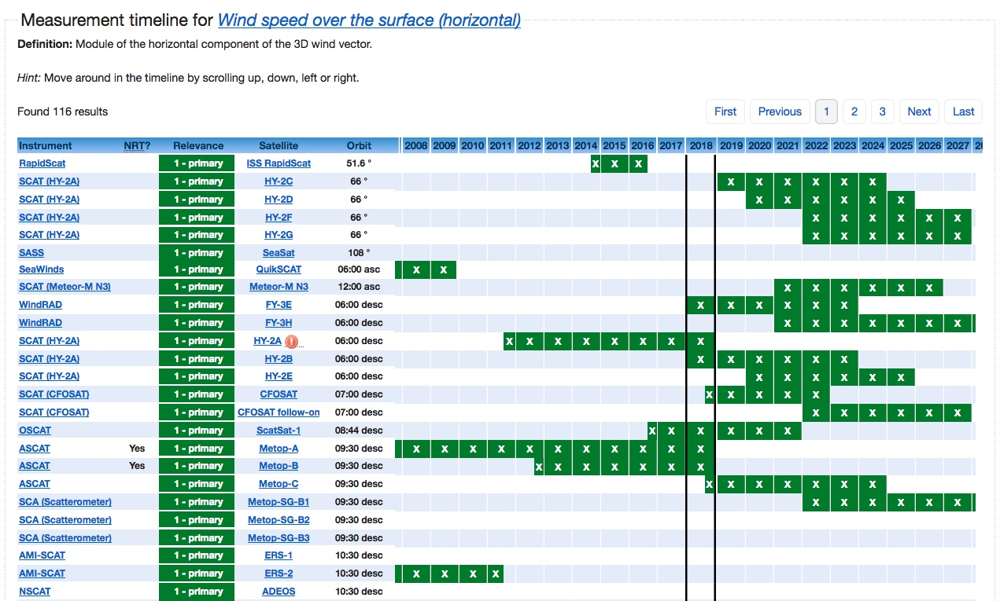 Measurement timeline for Wind speed over the surface (horizontal)
Definition: Module of the horizontal component of the 3D wind vector.
Hint: Move around in the timeline by scrolling up, down, left or right.
Found 116 results
First Previous 1 2 3 Next Last
Instrument NRT? Relevance Satellite Orbit 2008 2009 2010 2011 2012 2013 2014 2015 2016 2017 2018 2019 2020 2021 2022 2023 2024 2025 2026 2027 20
RapidScat 1 - primary ISS RapidScat 51.6 ° X X X
SCAT (HY-2A) 1 - primary HY-2C 66 ° X X X X X X
SCAT (HY-2A) 1 - primary HY-2D 66 ° X X X X X X
SCAT (HY-2A) 1 - primary HY-2F 66 ° X X X X X X
SCAT (HY-2A) 1 - primary HY-2G 66 ° X X X X X X
SASS 1 - primary SeaSat 108 °
SeaWinds 1 - primary QuikSCAT 06:00 asc X X
SCAT (Meteor-M N3) 1 - primary Meteor-M N3 12:00 asc X X X X X X
WindRAD 1 - primary FY-3E 06:00 desc X X X X X X
WindRAD 1 - primary FY-3H 06:00 desc X X X X X X X
SCAT (HY-2A) 1 - primary HY-2A ! 06:00 desc X X X X X X X X
SCAT (HY-2A) 1 - primary HY-2B 06:00 desc X X X X X X
SCAT (HY-2A) 1 - primary HY-2E 06:00 desc X X X X X X
SCAT (CFOSAT) 1 - primary CFOSAT 07:00 desc X X X X X
SCAT (CFOSAT) 1 - primary CFOSAT follow-on 07:00 desc X X X X X X
OSCAT 1 - primary ScatSat-1 08:44 desc X X X X X X
ASCAT Yes 1 - primary Metop-A 09:30 desc X X X X X X X X X X X
ASCAT Yes 1 - primary Metop-B 09:30 desc X X X X X X X
ASCAT 1 - primary Metop-C 09:30 desc X X X X X X X
SCA (Scatterometer) 1 - primary Metop-SG-B1 09:30 desc X X X X X X
SCA (Scatterometer) 1 - primary Metop-SG-B2 09:30 desc
SCA (Scatterometer) 1 - primary Metop-SG-B3 09:30 desc
AMI-SCAT 1 - primary ERS-1 10:30 desc
AMI-SCAT 1 - primary ERS-2 10:30 desc X X X X
NSCAT 1 - primary ADEOS 10:30 desc